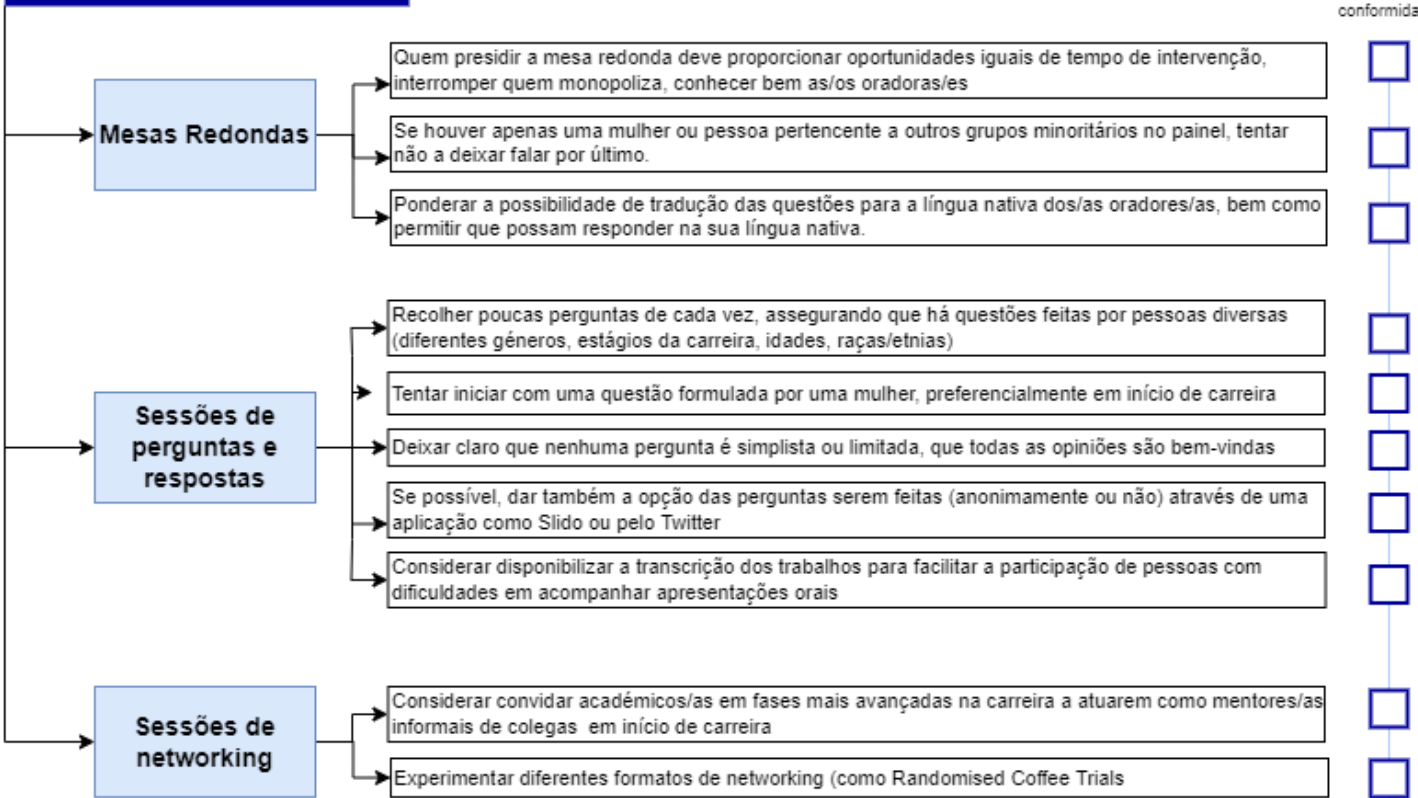 conformida
Mesas Redondas
Quem presidir a mesa redonda deve proporcionar oportunidades iguais de tempo de intervenção,
interromper quem monopoliza, conhecer bem as/os oradoras/es
Se houver apenas uma mulher ou pessoa pertencente a outros grupos minoritários no painel, tentar
não a deixar falar por último.
Ponderar a possibilidade de tradução das questões para a língua nativa dos/as oradores/as, bem como
permitir que possam responder na sua língua nativa.
Sessões de
perguntas e
respostas
Recolher poucas perguntas de cada vez, assegurando que há questões feitas por pessoas diversas
(diferentes géneros, estágios da carreira, idades, raças/etnias)
Tentar iniciar com uma questão formulada por uma mulher, preferencialmente em início de carreira
Deixar claro que nenhuma pergunta é simplista ou limitada, que todas as opiniões são bem-vindas
Se possível, dar também a opção das perguntas serem feitas (anonimamente ou não) através de uma
aplicação como Slido ou pelo Twitter
Considerar disponibilizar a transcrição dos trabalhos para facilitar a participação de pessoas com
dificuldades em acompanhar apresentações orais
Sessões de
networking
Considerar convidar académicos/as em fases mais avançadas na carreira a atuarem como mentores/as
informais de colegas em início de carreira
Experimentar diferentes formatos de networking (como Randomised Coffee Trials